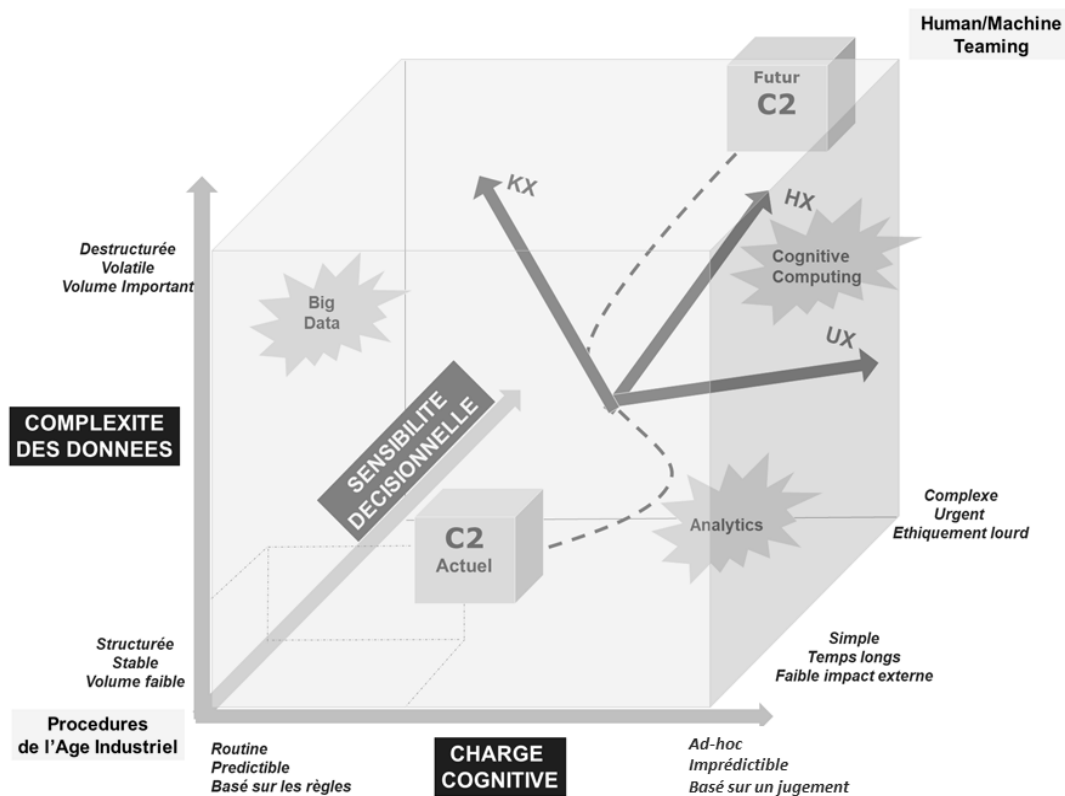 Human/Machine
Teaming
Futur
C2
KX
HX
Destructurée
Volatile
Volume Important
Cognitive
Computing
Big
Data
UX
COMPLEXITE
DES DONNEES
SENSIBILITE
DECISIONNELLE
Complexe
Urgent
Ethiquement lourd
Analytics
C2
Actuel
Structurée
Stable
Volume faible
Simple
Temps longs
Faible impact externe
Procedures
de l'Age Industriel
Routine
Predictible
Basé sur les règles
CHARGE
COGNITIVE
Ad-hoc
Imprédictible
Basé sur un jugement